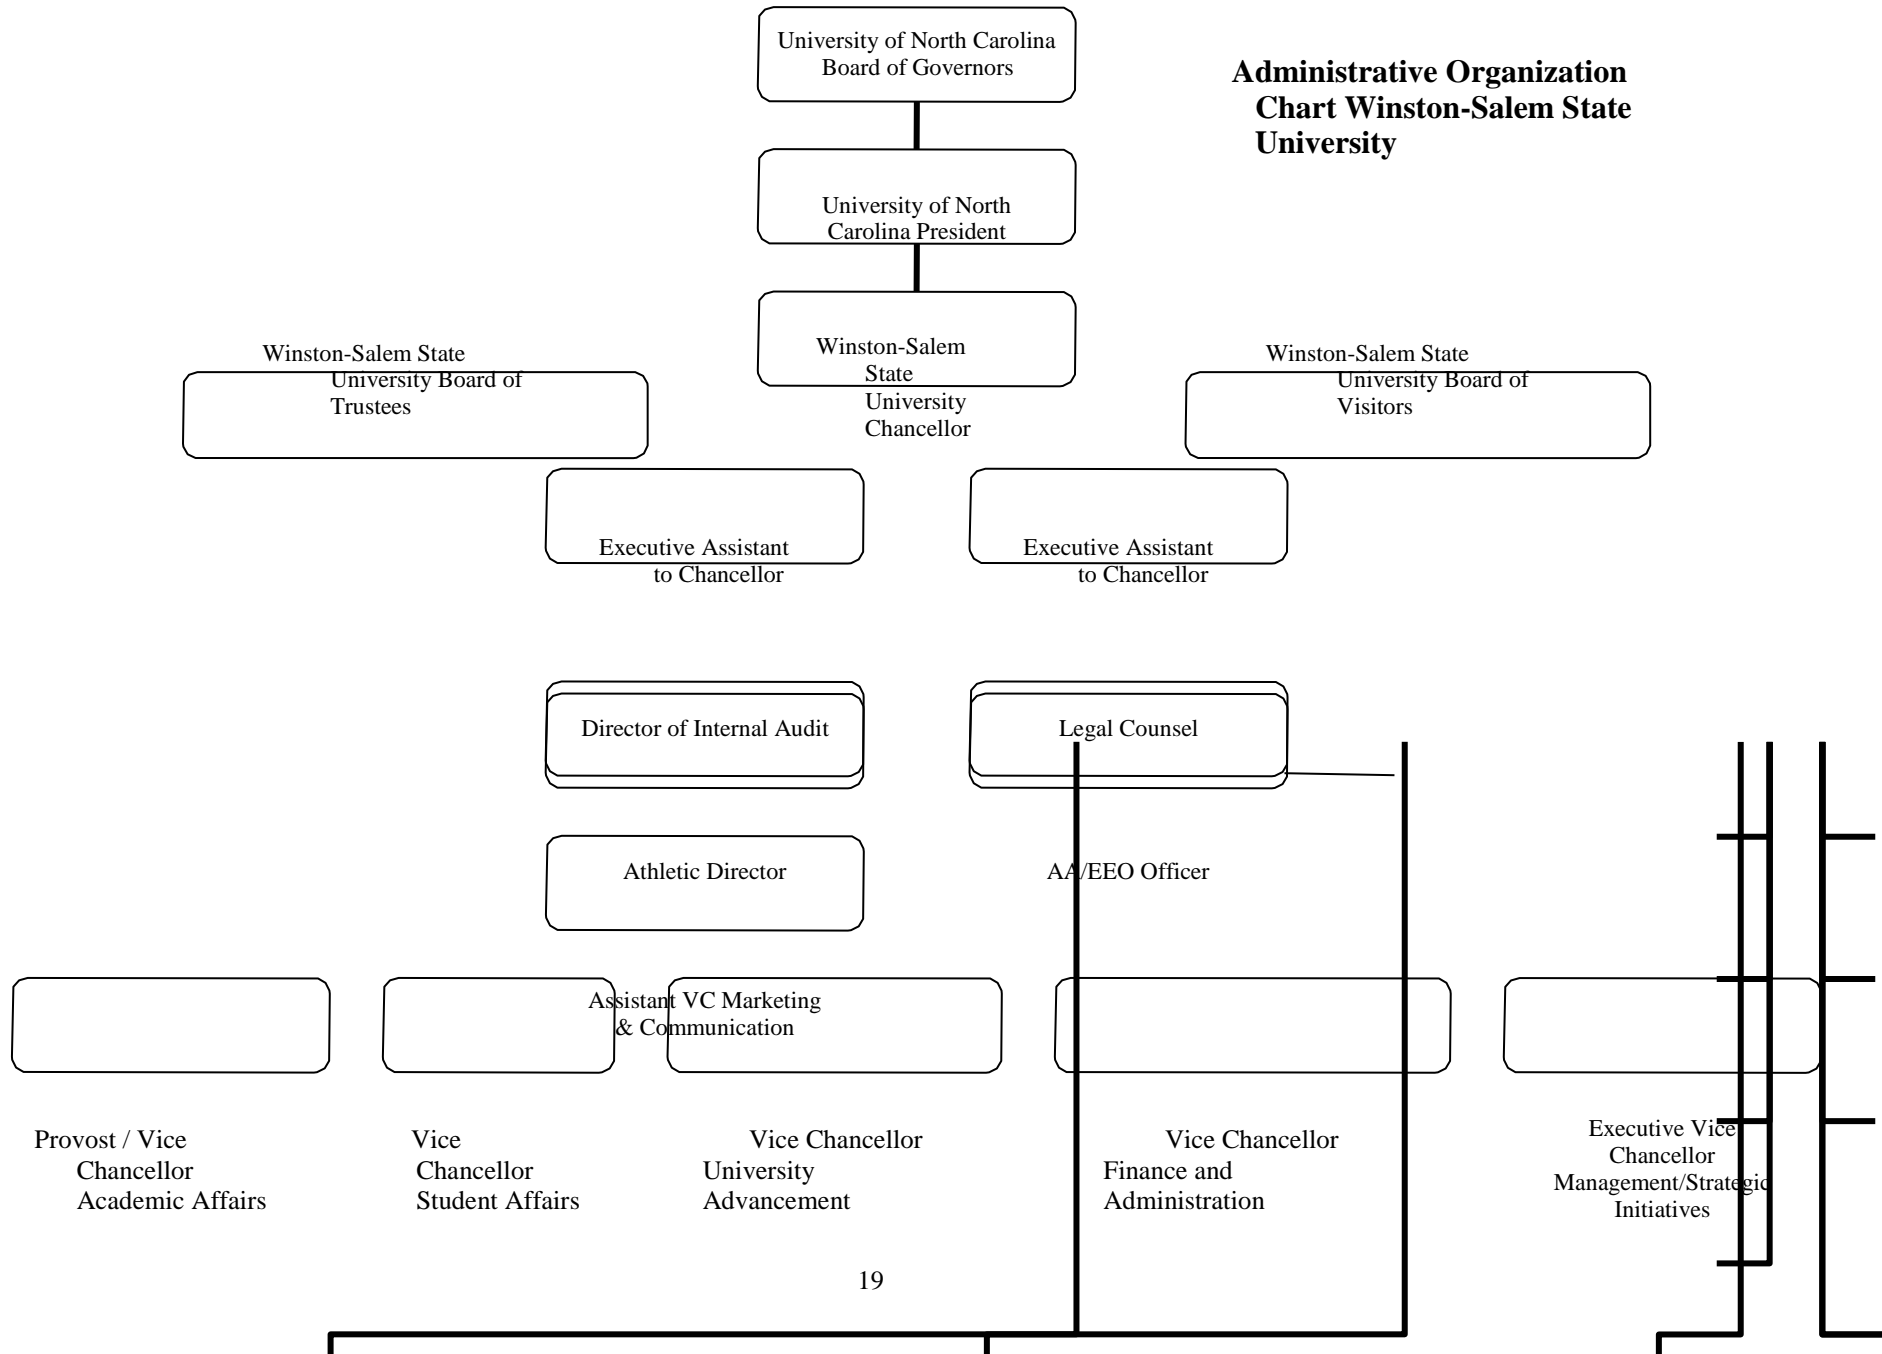 University of North Carolina
Board of Governors
Administrative Organization
Chart Winston-Salem State
University
University of North
Carolina President
Winston-Salem State
University Board of
Trustees
Winston-Salem
State
University
Chancellor
Winston-Salem State
University Board of
Visitors
Executive Assistant
to Chancellor
Executive Assistant
to Chancellor
Director of Internal Audit
Legal Counsel
Athletic Director
AA/EEO Officer
Assistant VC Marketing
& Communication
Provost / Vice
Chancellor
Academic Affairs
Vice
Chancellor
Student Affairs
Vice Chancellor
University
Advancement
Vice Chancellor
Finance and
Administration
Executive Vice
Chancellor
Management/Strategic
Initiatives
19